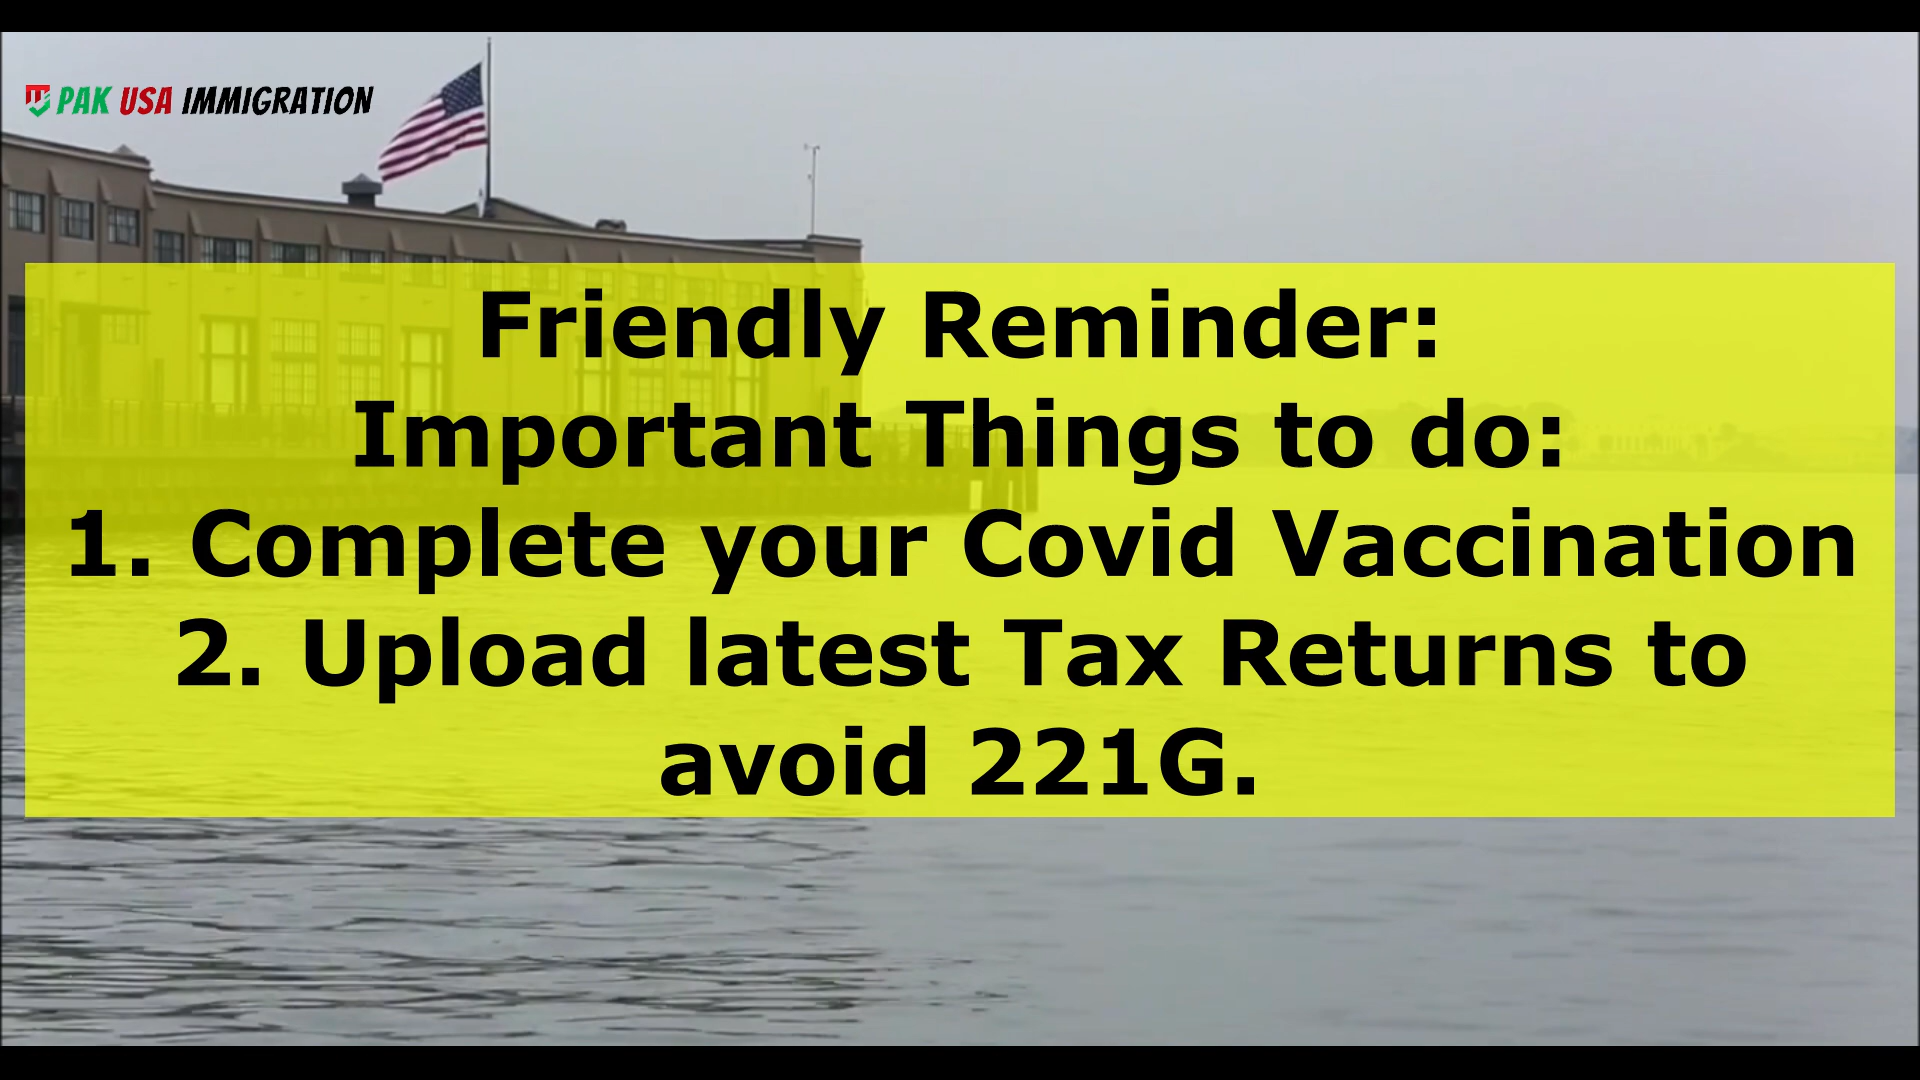 PAK USA IMMIGRATION
Friendly Reminder:
Important Things to do:
1. Complete your Covid Vaccination
2. Upload latest Tax Returns to
avoid 221G.